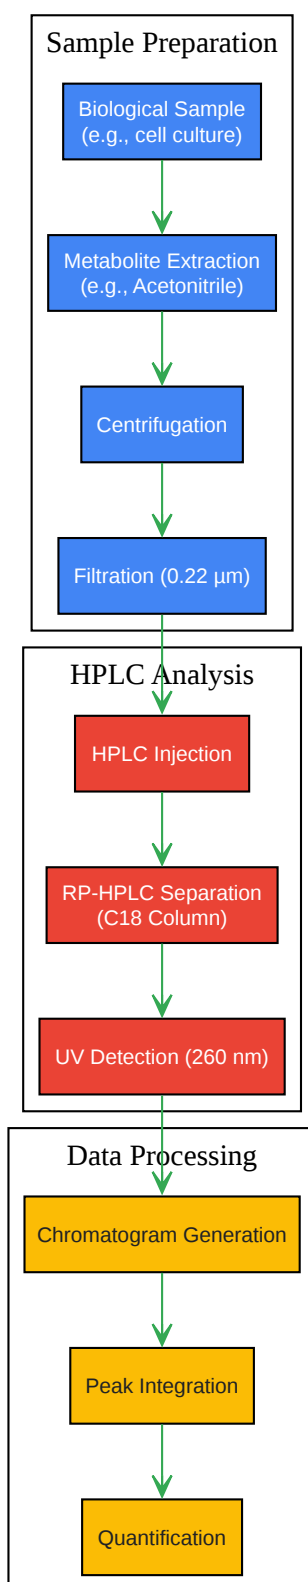 Sample Preparation
Biological Sample
(e.g., cell culture)
Metabolite Extraction
(e.g., Acetonitrile)
Centrifugation
Filtration (0.22 µm)
HPLC Analysis
HPLC Injection
RP-HPLC Separation
(C18 Column)
UV Detection (260 nm)
Data Processing
Chromatogram Generation
Peak Integration
Quantification